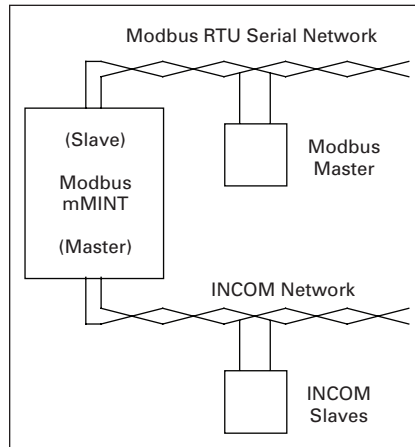 Modbus RTU Serial Network
(Slave)
Modbus
mMINT
(Master)
Modbus
Master
INCOM Network
INCOM
Slaves